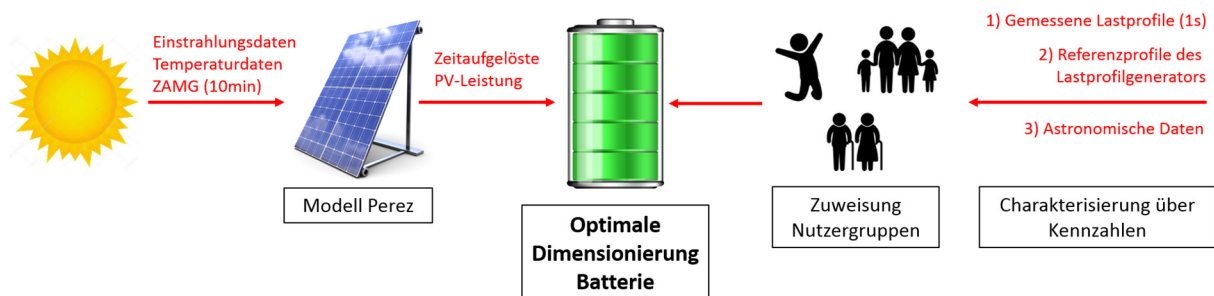 Einstrahlungsdaten
Temperaturdaten
ZAMG (10min)
Zeitaufgelöste
PV-Leistung
1) Gemessene Lastprofile (1s)
2) Referenzprofile des
Lastprofilgenerators
3) Astronomische Daten
Modell Perez
Optimale
Dimensionierung
Batterie
Zuweisung
Nutzergruppen
Charakterisierung über
Kennzahlen